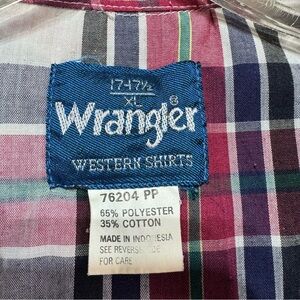 17-17½
XL
Wrangler®
WESTERN SHIRTS
76204 PP
65% POLYESTER
35% COTTON
MADE IN INDONESIA
SEE REVERSE SIDE
FOR CARE